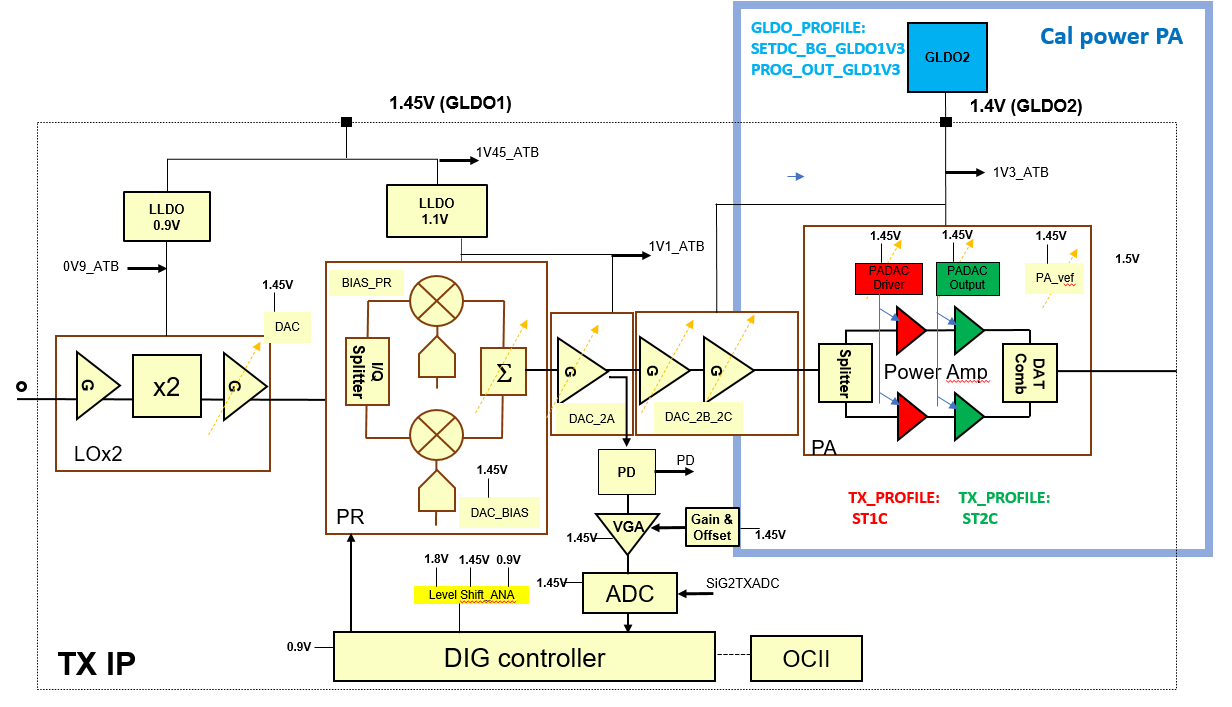 GLDO_PROFILE:
SETDC_BG_GLDO1V3
PROG_OUT_GLD1V3
GLDO2
Cal power PA
1.45V (GLDO1)
1.4V (GLDO2)
1V45_ATB
1V3_ATB
LLDO
0.9V
LLDO
1.1V
0V9_ATB
1V1_ATB
1.45V
DAC
BIAS_PR
1.45V
1.45V
1.45V
PADAC
Driver
PADAC
Output
PA_vef
1.5V
G
x2
G
LOx2
I/Q
Splitter
Σ
G
DAC_2A
G
G
DAC_2B_2C
Splitter
Power Amp
DAT
Comb
PA
1.45V
DAC_BIAS
PR
PD
PD
TX_PROFILE:
ST1C
TX_PROFILE:
ST2C
VGA
1.45V
Gain &
Offset
1.45V
1.8V
1.45V
0.9V
Level Shift_ANA
1.45V
ADC
SiG2TXADC
0.9V
DIG controller
OCII
TX IP